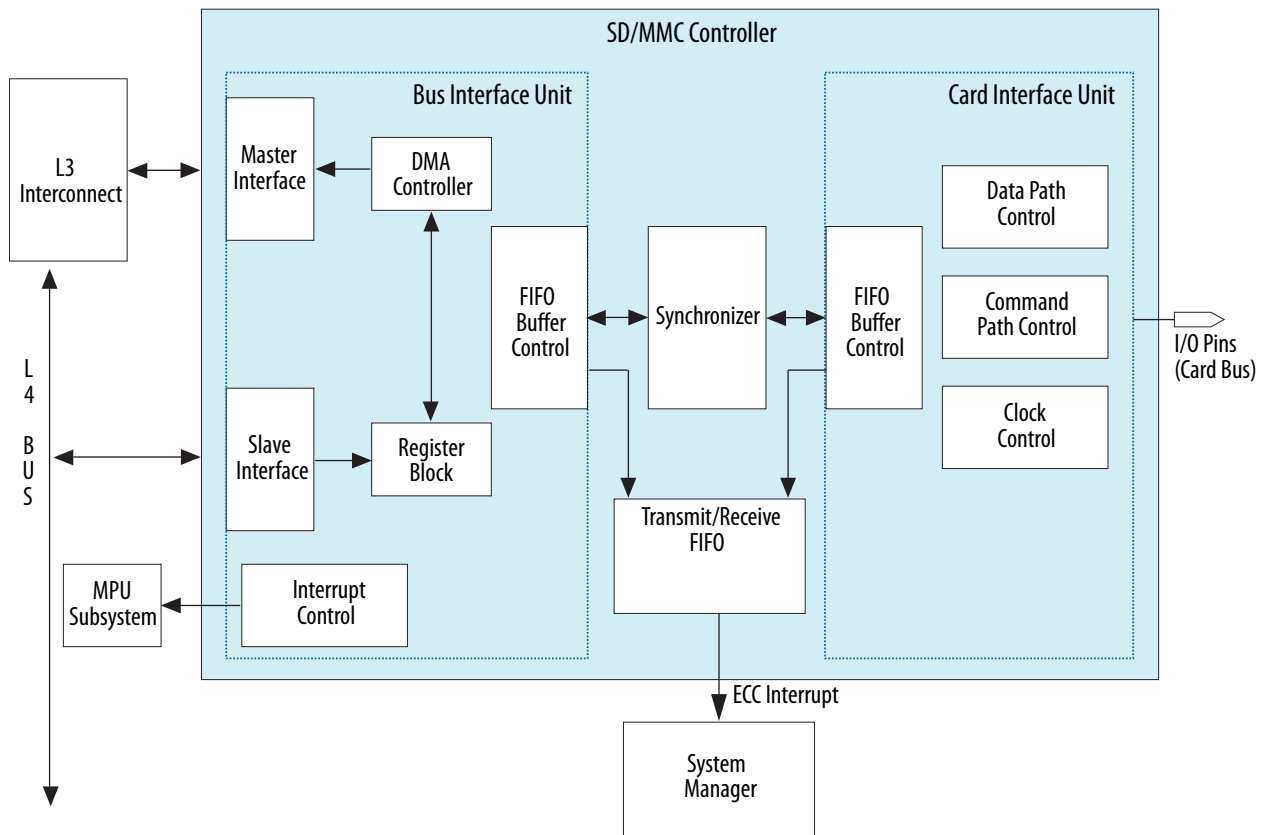 SD/MMC Controller
Bus Interface Unit
Card Interface Unit
L3
Interconnect
Master
Interface
DMA
Controller
Data Path
Control
FIFO
Buffer
Control
Synchronizer
FIFO
Buffer
Control
Command
Path Control
I/O Pins
(Card Bus)
L
4
B
U
S
Slave
Interface
Register
Block
Clock
Control
Transmit/Receive
FIFO
MPU
Subsystem
Interrupt
Control
ECC Interrupt
System
Manager